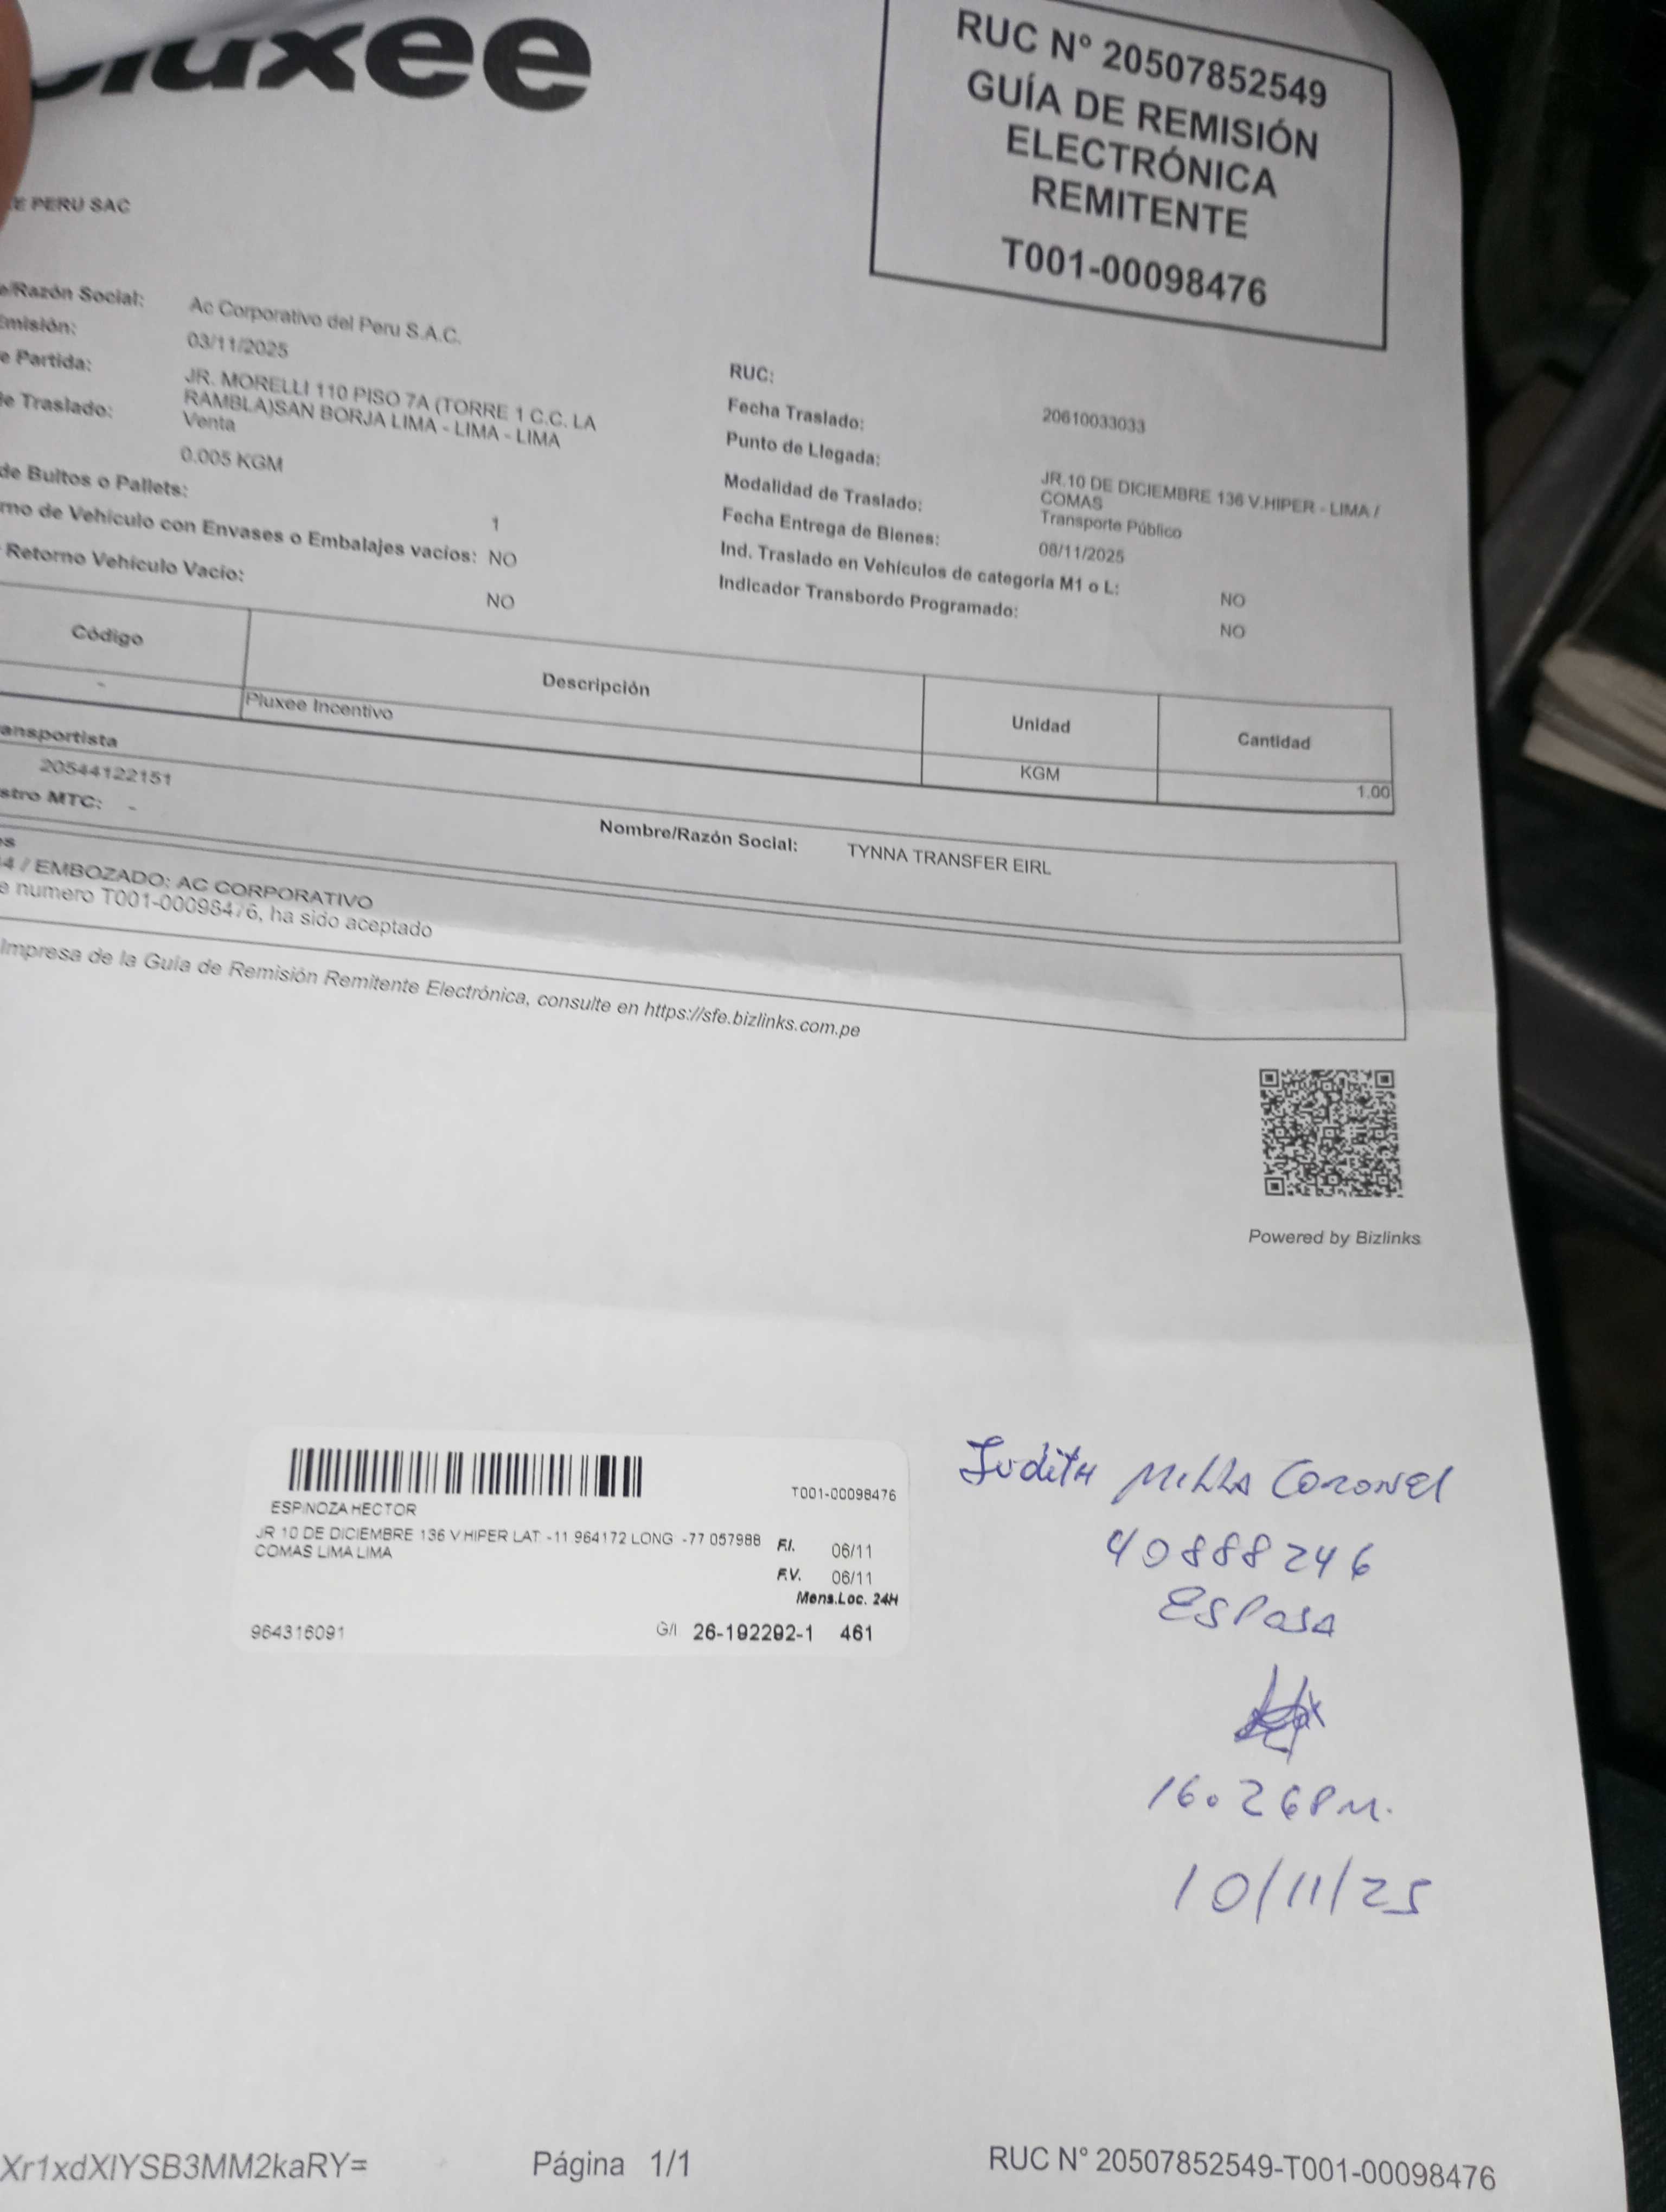 pluxee
RUC N° 20507852549
GUÍA DE REMISIÓN
ELECTRÓNICA
REMITENTE
T001-00098476
E PERU SAC
e/Razón Social: Ac Corporativo del Peru S.A.C.
emisión: 03/11/2025
e Partida: JR. MORELLI 110 PISO 7A (TORRE 1 C.C. LA
RAMBLA)SAN BORJA LIMA - LIMA - LIMA
de Traslado: Venta
0.005 KGM
de Bultos o Pallets: 1
rno de Vehículo con Envases o Embalajes vacíos: NO
Retorno Vehículo Vacío: NO
RUC: 20610033033
Fecha Traslado:
Punto de Llegada: JR.10 DE DICIEMBRE 136 V.HIPER - LIMA /
COMAS
Modalidad de Traslado: Transporte Público
Fecha Entrega de Bienes: 08/11/2025
Ind. Traslado en Vehículos de categoría M1 o L: NO
Indicador Transbordo Programado: NO
Código Descripción Unidad Cantidad
- Pluxee Incentivo KGM 1.00
ansportista
20544122151
Nombre/Razón Social: TYNNA TRANSFER EIRL
stro MTC: -
es
4 / EMBOZADO: AC CORPORATIVO
e numero T001-00098476, ha sido aceptado
Impresa de la Guía de Remisión Remitente Electrónica, consulte en https://sfe.bizlinks.com.pe
Powered by Bizlinks
T001-00098476
ESPINOZA HECTOR
JR 10 DE DICIEMBRE 136 V HIPER LAT -11 964172 LONG -77 057988
COMAS LIMA LIMA
F.I. 06/11
F.V. 06/11
Mens.Loc. 24H
964316091 G/I 26-192292-1 461
Judith Milla Coronel
40888246
ESPOSA
16.26PM.
10/11/25
Xr1xdXIYSB3MM2kaRY= Página 1/1 RUC N° 20507852549-T001-00098476